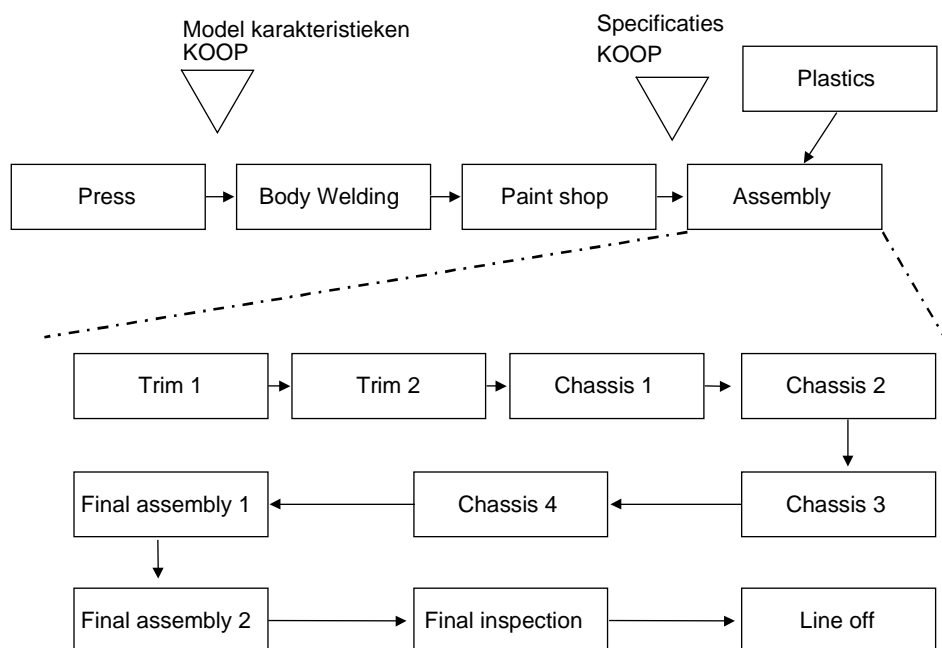 Model karakteristieken
KOOP
Specificaties
KOOP
Plastics
Press
Body Welding
Paint shop
Assembly
Trim 1
Trim 2
Chassis 1
Chassis 2
Final assembly 1
Chassis 4
Chassis 3
Final assembly 2
Final inspection
Line off